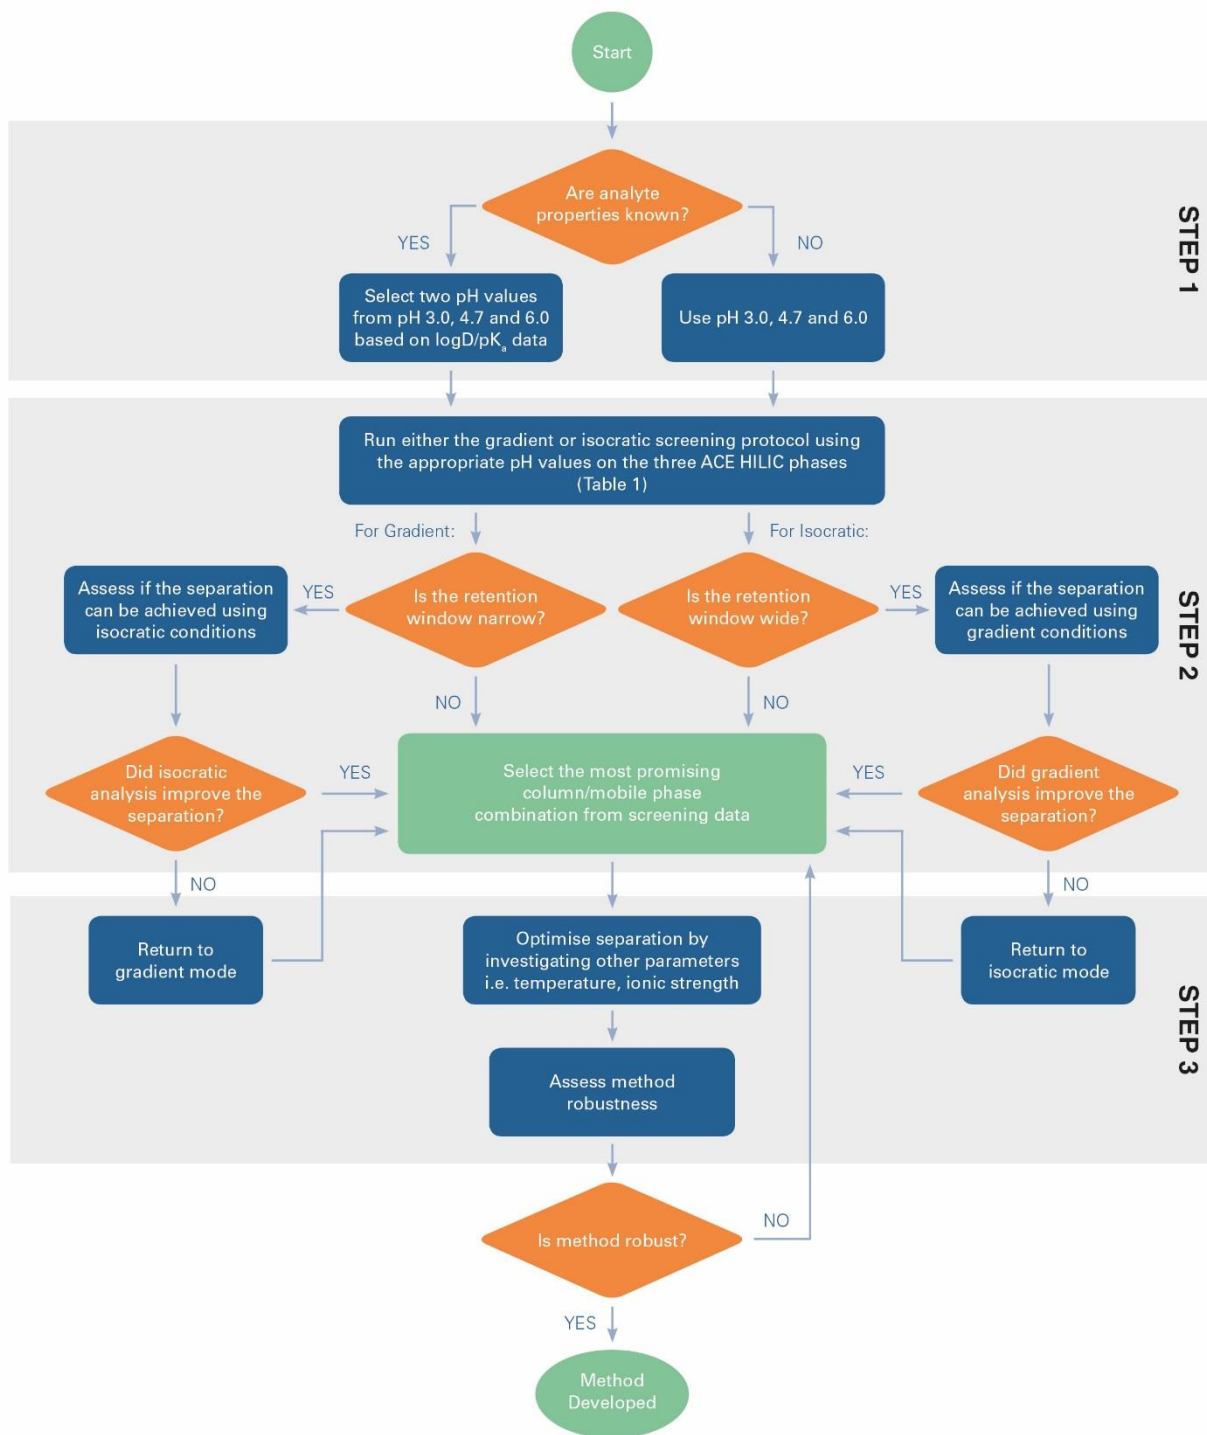 Start
STEP 1
Are analyte
properties known?
YES
NO
Select two pH values
from pH 3.0, 4.7 and 6.0
based on logD/pKa data
Use pH 3.0, 4.7 and 6.0
STEP 2
Run either the gradient or isocratic screening protocol using
the appropriate pH values on the three ACE HILIC phases
(Table 1)
For Gradient:
For Isocratic:
Assess if the separation
can be achieved using
isocratic conditions
YES
Is the retention
window narrow?
Is the retention
window wide?
YES
Assess if the separation
can be achieved using
gradient conditions
NO
NO
Did isocratic
analysis improve the
separation?
YES
Select the most promising
column/mobile phase
combination from screening data
YES
Did gradient
analysis improve the
separation?
NO
NO
STEP 3
Return to
gradient mode
Optimise separation by
investigating other parameters
i.e. temperature, ionic strength
Return to
isocratic mode
Assess method
robustness
Is method robust?
NO
YES
Method
Developed